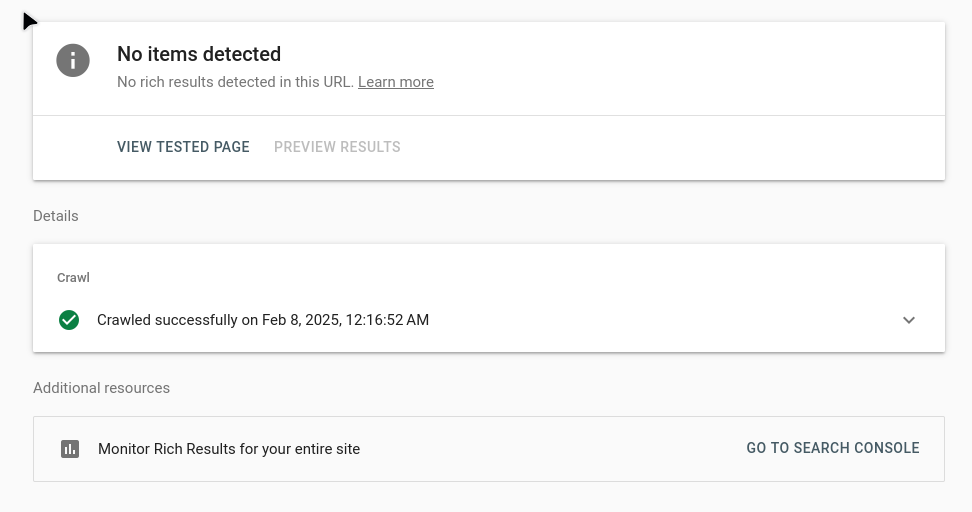 No items detected
No rich results detected in this URL. Learn more
VIEW TESTED PAGE PREVIEW RESULTS
Details
Crawl
Crawled successfully on Feb 8, 2025, 12:16:52 AM
Additional resources
Monitor Rich Results for your entire site GO TO SEARCH CONSOLE